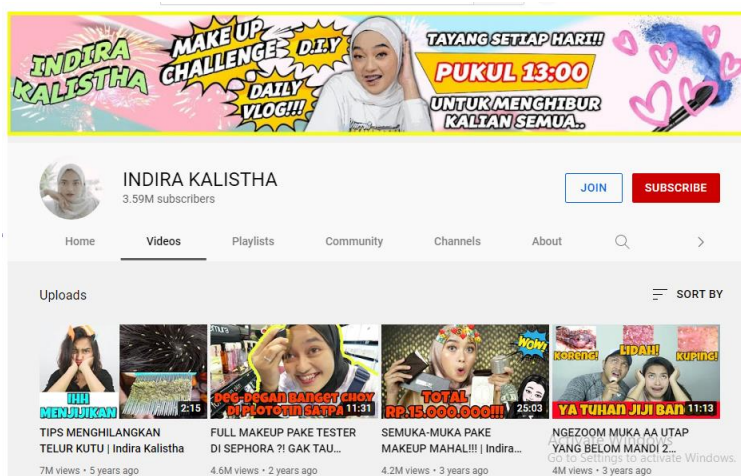 INDIRA KALISTHA
MAKE UP CHALLENGE
D.I.Y
DAILY VLOG!!!
TAYANG SETIAP HARI!!
PUKUL 13:00
UNTUK MENGHIBUR
KALIAN SEMUA..
INDIRA KALISTHA
3.59M subscribers
JOIN
SUBSCRIBE
Home Videos Playlists Community Channels About
Uploads
SORT BY
IHH
MENJIJIKAN
2:15
DEG-DEGAN BANGET CHOY
DI PLOTOTIN SATPA
11:31
WOW!
TOTAL
RP.15.000.000!!!
25:03
KORENG!
LIDAH!
KUPING!
YA TUHAN JIJI BAN
11:13
TIPS MENGHILANGKAN
TELUR KUTU | Indira Kalistha
7M views • 5 years ago
FULL MAKEUP PAKE TESTER
DI SEPHORA ?! GAK TAU...
4.6M views • 2 years ago
SEMUKA-MUKA PAKE
MAKEUP MAHAL!!! | Indira...
4.2M views • 3 years ago
NGEZOOM MUKA AA UTAP
YANG BELOM MANDI 2...
4M views • 3 years ago
Activate Windows
Go to Settings to activate Windows.